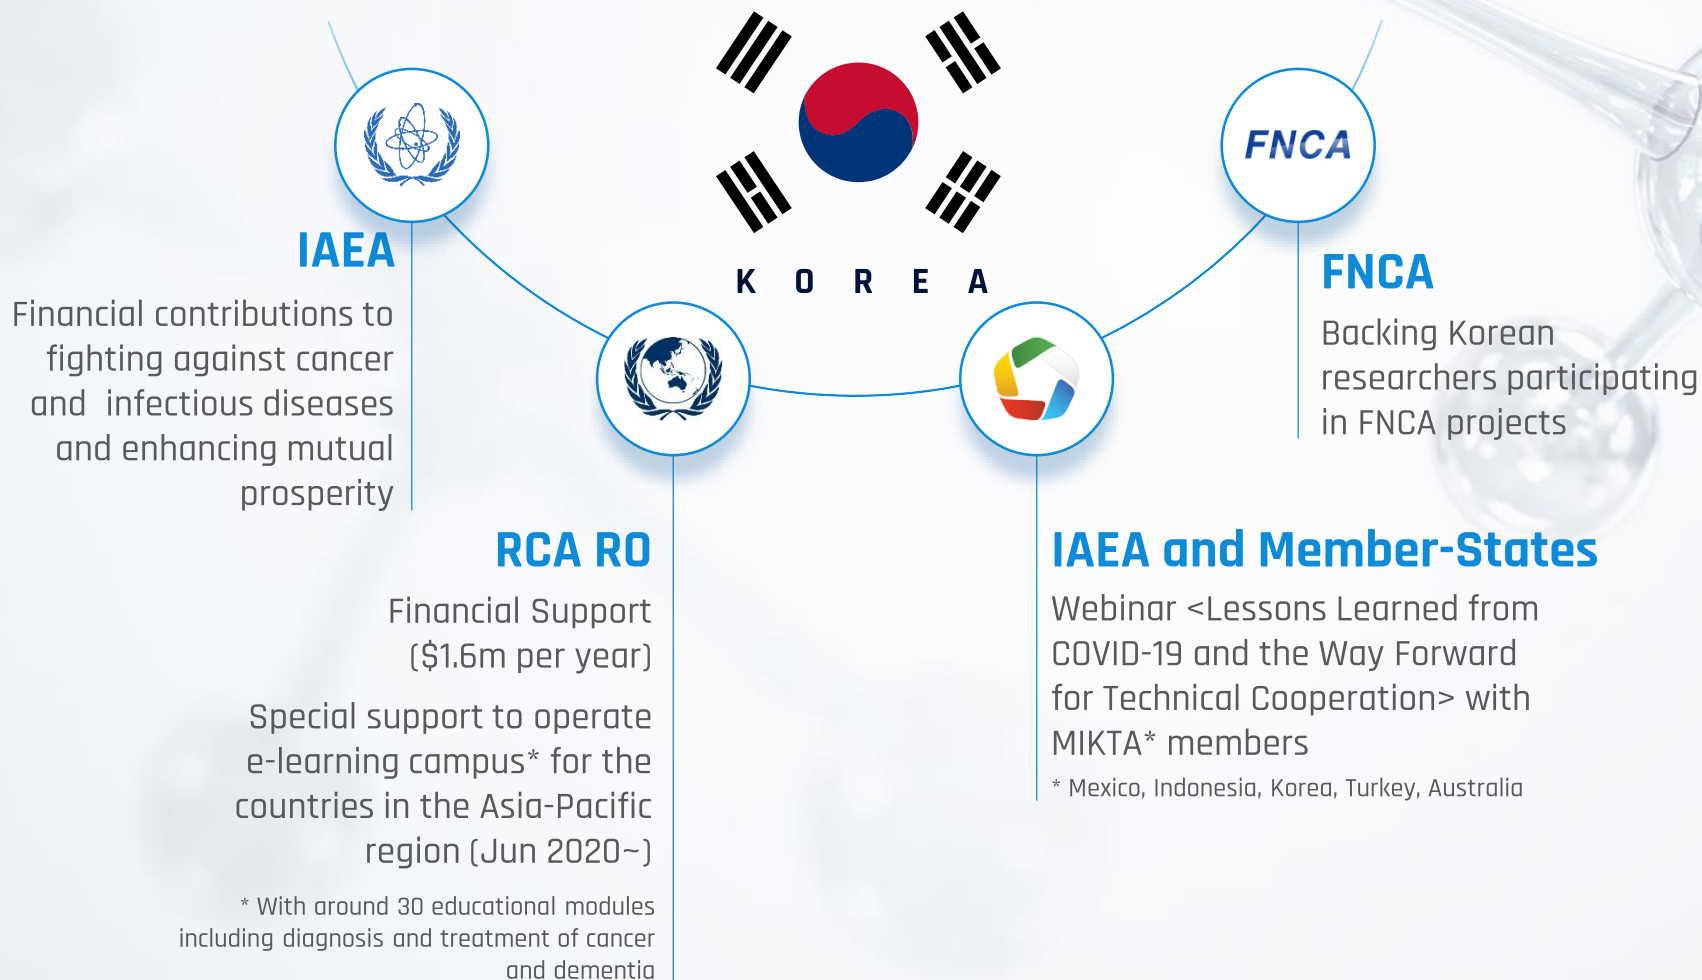 FNCA
K O R E A
IAEA
Financial contributions to
fighting against cancer
and infectious diseases
and enhancing mutual
prosperity
RCA RO
Financial Support
($1.6m per year)
Special support to operate
e-learning campus* for the
countries in the Asia-Pacific
region (Jun 2020~)
* With around 30 educational modules
including diagnosis and treatment of cancer
and dementia
IAEA and Member-States
Webinar <Lessons Learned from
COVID-19 and the Way Forward
for Technical Cooperation> with
MIKTA* members
* Mexico, Indonesia, Korea, Turkey, Australia
FNCA
Backing Korean
researchers participating
in FNCA projects